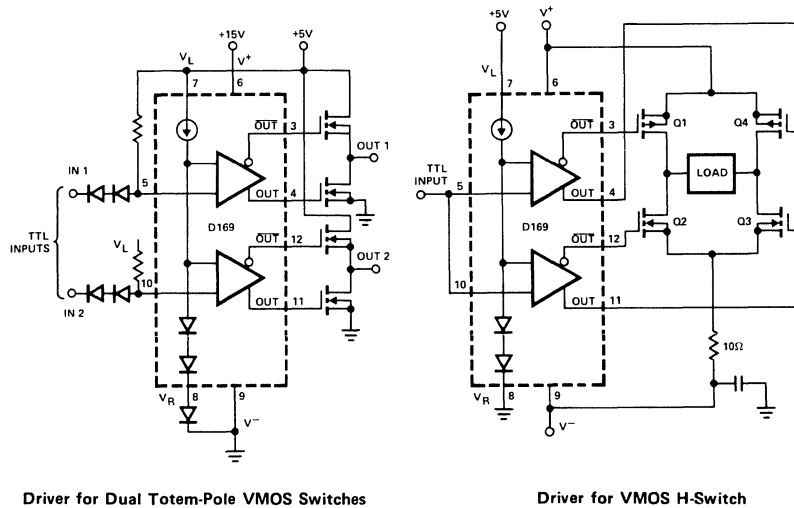 +15V
+5V
V_L
V+
7
6
OUT
3
OUT 1
IN 1
5
OUT
4
D169
TTL
INPUTS
V_L
OUT
12
OUT 2
10
IN 2
OUT
11
V_R
8
9
V−
Driver for Dual Totem-Pole VMOS Switches
+5V
V+
V_L
7
6
OUT
3
Q1
Q4
TTL
INPUT
5
OUT
4
LOAD
D169
OUT
12
Q2
Q3
10
OUT
11
10Ω
V_R
8
9
V−
Driver for VMOS H-Switch